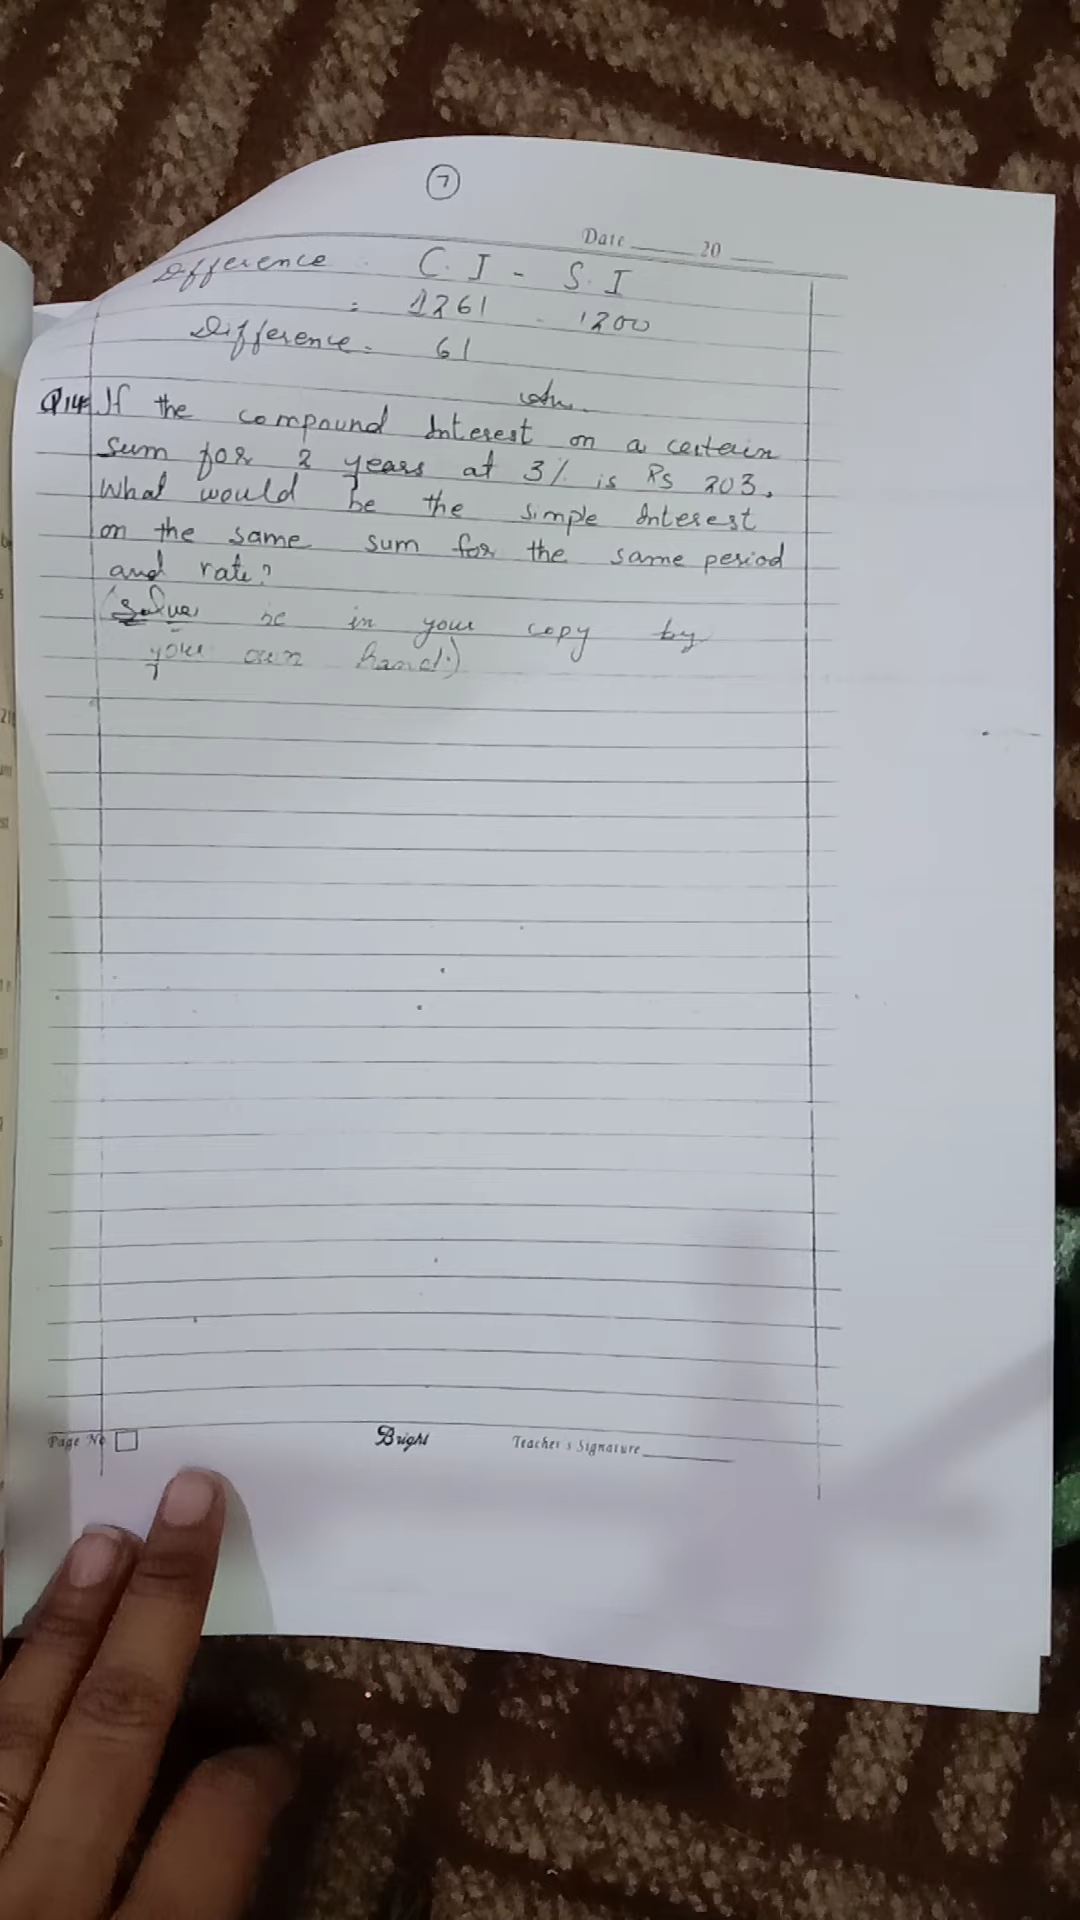 7
Date ____ 20 ___
Difference = C.I - S.I
= 1261 - 1200
Difference = 61
Ans.
Q14. If the compound Interest on a certain
sum for 2 years at 3% is Rs 203,
What would be the simple Interest
on the same sum for the same period
and rate?
(Solve be in your copy by
your own hand.)
Page No
Bright
Teacher's Signature